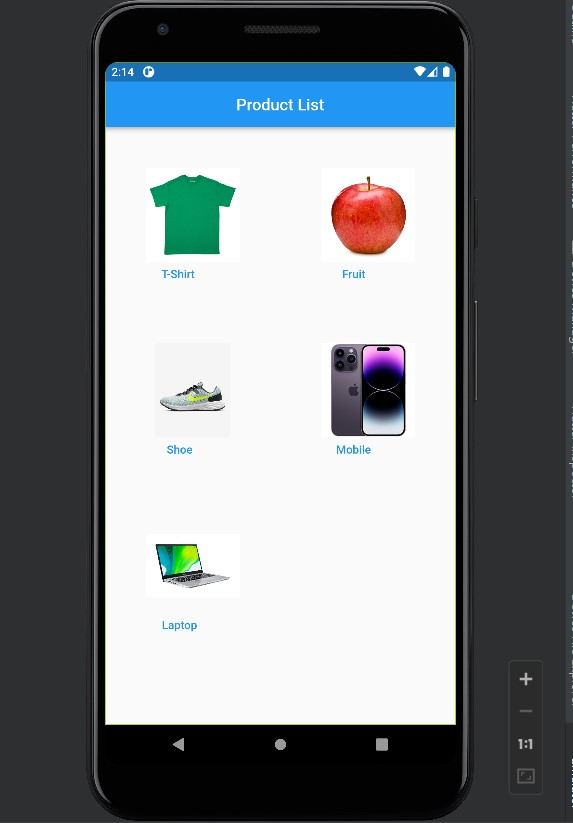 2:14
Product List
T-Shirt
Fruit
Shoe
Mobile
Laptop
1:1